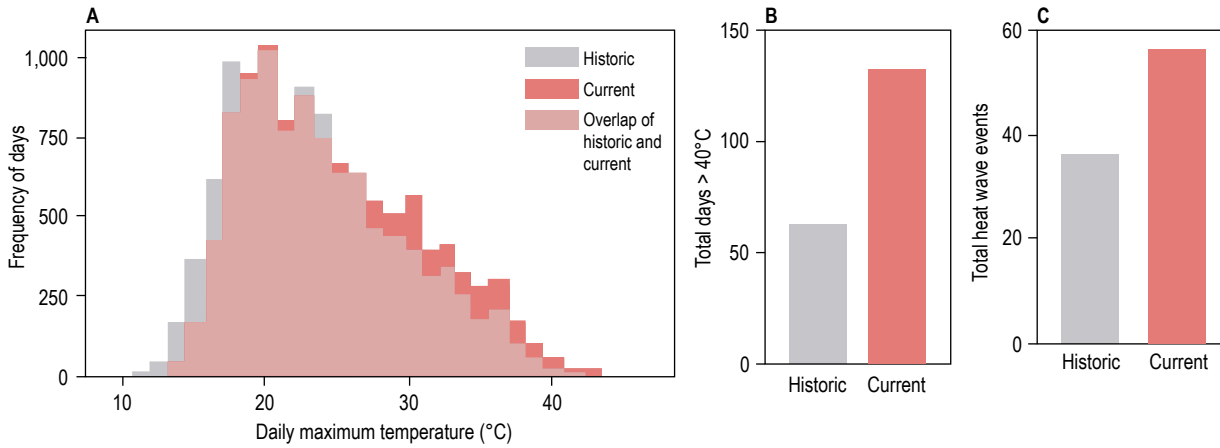 A
Frequency of days
1,000
750
500
250
0
10 20 30 40
Daily maximum temperature (°C)
Historic
Current
Overlap of
historic and
current
B
Total days > 40°C
150
100
50
0
Historic Current
C
Total heat wave events
60
40
20
0
Historic Current